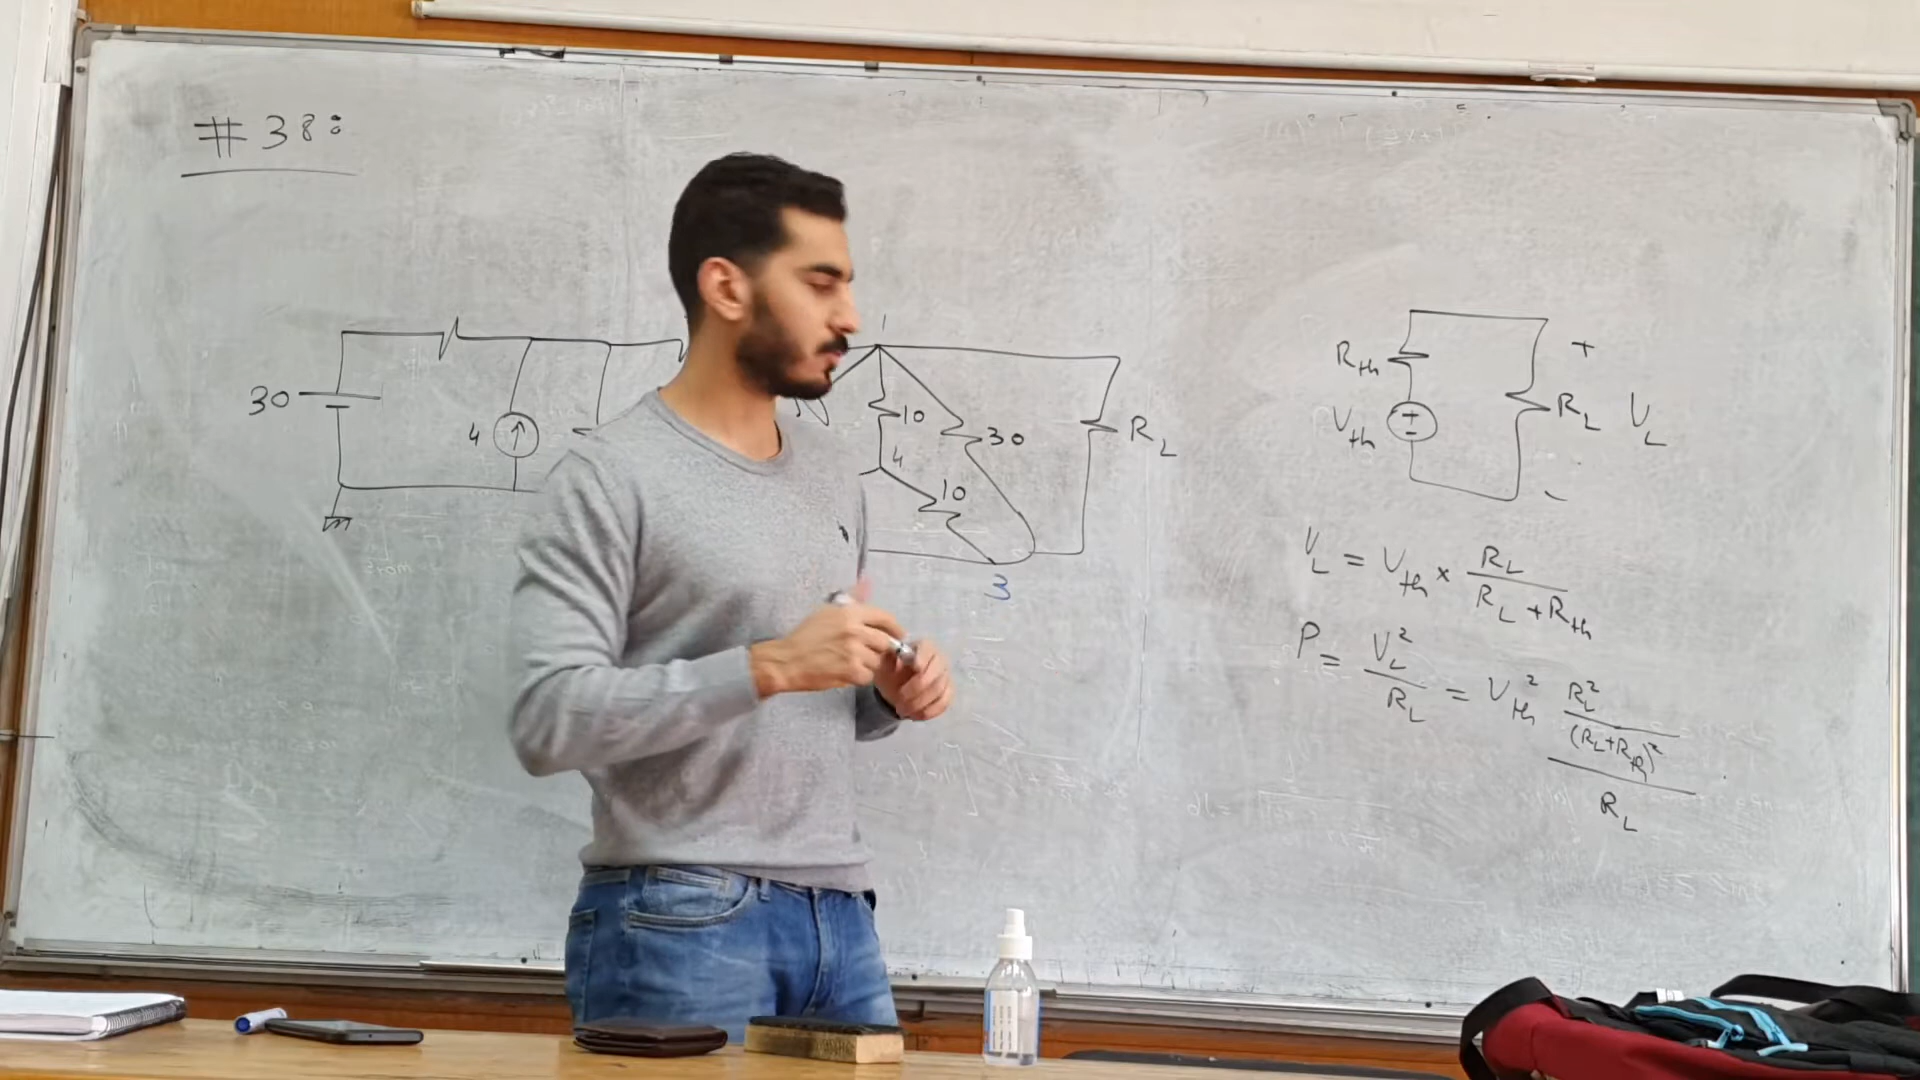 # 38:
30
4
1
10
30
4
10
3
R_L
R_th
V_th
+
-
R_L
V_L
+
-
V_L = V_th × R_L / (R_L + R_th)
P = V_L² / R_L = V_th² (R_L² / (R_L + R_th)²) / R_L